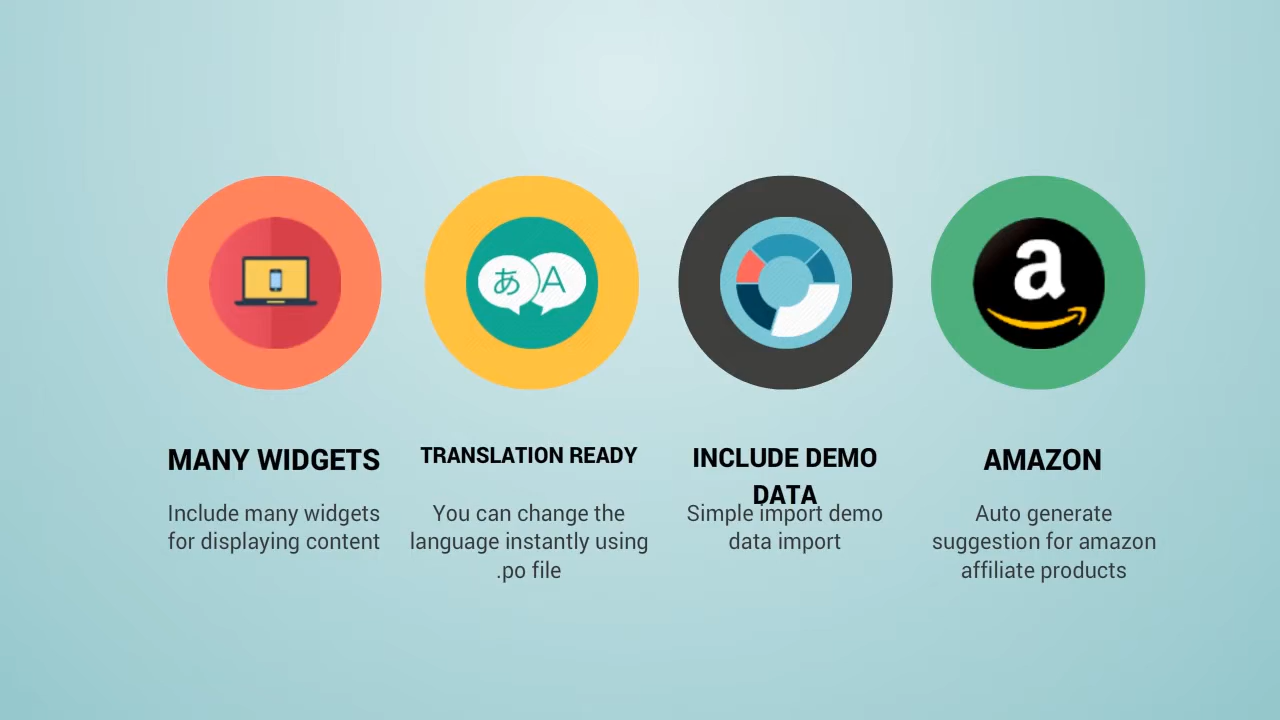 あ A
a
MANY WIDGETS
Include many widgets
for displaying content
TRANSLATION READY
You can change the
language instantly using
.po file
INCLUDE DEMO
DATA
Simple import demo
data import
AMAZON
Auto generate
suggestion for amazon
affiliate products